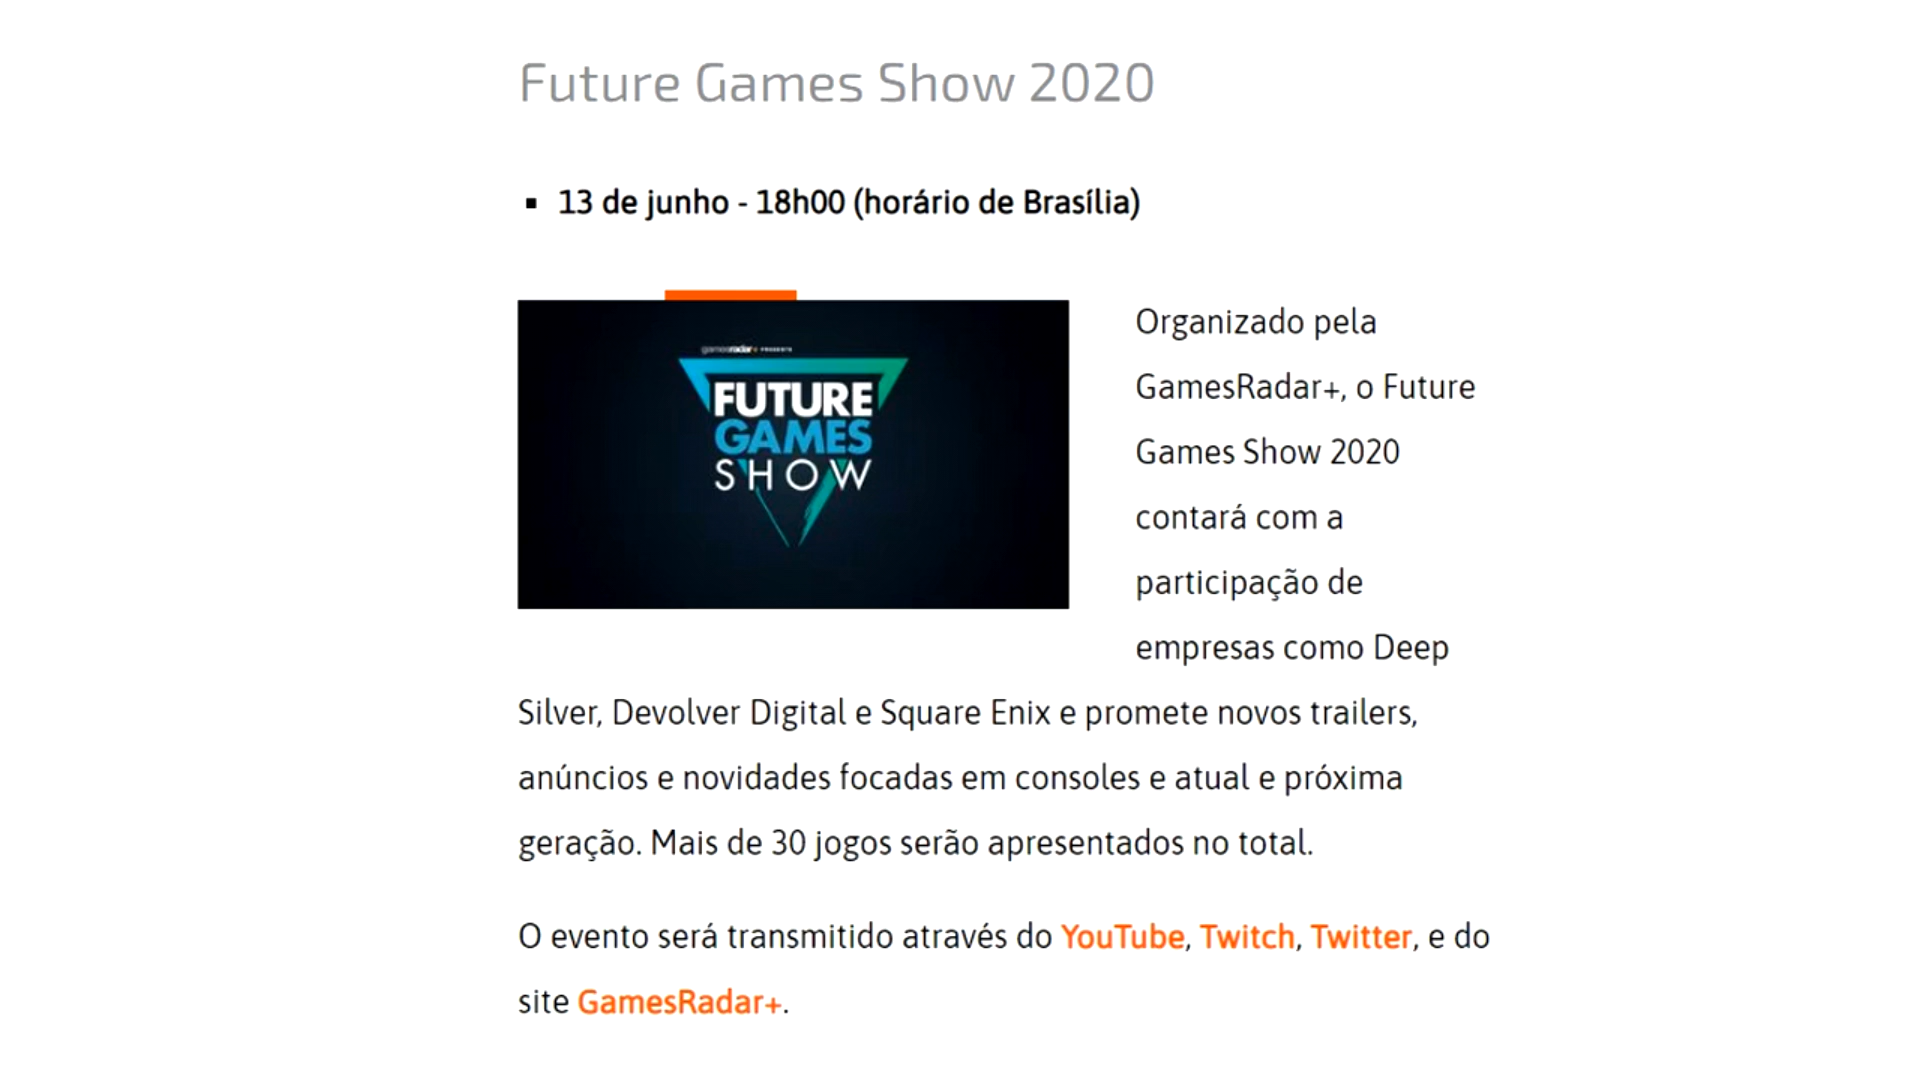 Future Games Show 2020
▪ 13 de junho - 18h00 (horário de Brasília)
gamesradar+ PRESENTS
FUTURE
GAMES
SHOW
Organizado pela
GamesRadar+, o Future
Games Show 2020
contará com a
participação de
empresas como Deep
Silver, Devolver Digital e Square Enix e promete novos trailers,
anúncios e novidades focadas em consoles e atual e próxima
geração. Mais de 30 jogos serão apresentados no total.
O evento será transmitido através do YouTube, Twitch, Twitter, e do
site GamesRadar+.